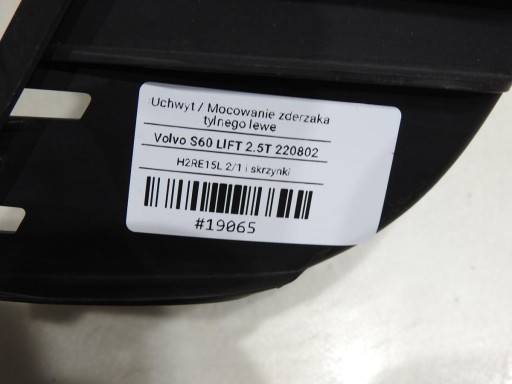 Uchwyt / Mocowanie zderzaka
tylnego lewe
Volvo S60 LIFT 2.5T 220802
H2RE15L 2/1 i skrzynki
#19065